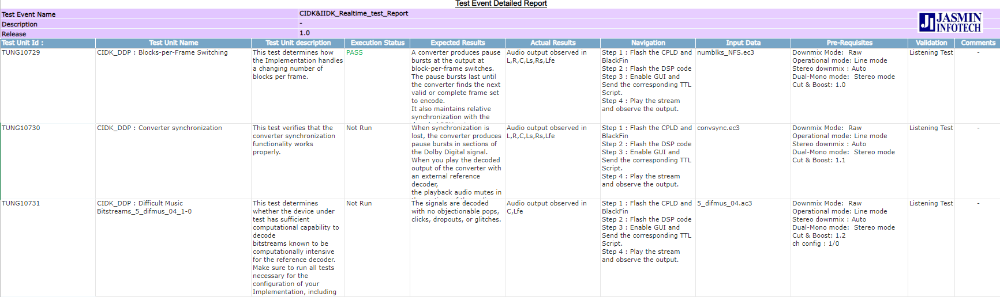 Test Event Detailed Report
Test Event Name CIDK&IIDK_Realtime_test_Report
Description -
Release 1.0
JASMIN
INFOTECH
Test Unit Id : Test Unit Name Test Unit description Execution Status Expected Results Actual Results Navigation Input Data Pre-Requisites Validation Comments
TUNG10729
CIDK_DDP : Blocks-per-Frame Switching
This test determines how
the Implementation handles
a changing number of
blocks per frame.
PASS
A converter produces pause
bursts at the output at
block-per-frame switches.
The pause bursts last until
the converter finds the next
valid or complete frame set
to encode.
It also maintains relative
synchronization with the
Audio output observed in
L,R,C,Ls,Rs,Lfe
Step 1 : Flash the CPLD and
BlackFin
Step 2 : Flash the DSP code
Step 3 : Enable GUI and
Send the corresponding TTL
Script.
Step 4 : Play the stream
and observe the output.
numblks_NFS.ec3
Downmix Mode:  Raw
Operational mode: Line mode
Stereo downmix : Auto
Dual-Mono mode:  Stereo mode
Cut & Boost: 1.0
Listening Test
-
TUNG10730
CIDK_DDP : Converter synchronization
This test verifies that the
converter synchronization
functionality works
properly.
Not Run
When synchronization is
lost, the converter produces
pause bursts in sections of
the Dolby Digital signal.
When you play the decoded
output of the converter with
an external reference
decoder,
the playback audio mutes in
Audio output observed in
L,R,C,Ls,Rs,Lfe
Step 1 : Flash the CPLD and
BlackFin
Step 2 : Flash the DSP code
Step 3 : Enable GUI and
Send the corresponding TTL
Script.
Step 4 : Play the stream
and observe the output.
convsync.ec3
Downmix Mode:  Raw
Operational mode: Line mode
Stereo downmix : Auto
Dual-Mono mode:  Stereo mode
Cut & Boost: 1.1
Listening Test
-
TUNG10731
CIDK_DDP : Difficult Music
Bitstreams_5_difmus_04_1-0
This test determines
whether the device under
test has sufficient
computational capability to
decode
bitstreams known to be
computationally intensive
for the reference decoder.
Make sure to run all tests
necessary for the
configuration of your
Implementation, including
Not Run
The signals are decoded
with no objectionable pops,
clicks, dropouts, or glitches.
Audio output observed in
C,Lfe
Step 1 : Flash the CPLD and
BlackFin
Step 2 : Flash the DSP code
Step 3 : Enable GUI and
Send the corresponding TTL
Script.
Step 4 : Play the stream
and observe the output.
5_difmus_04.ac3
Downmix Mode:  Raw
Operational mode: Line mode
Stereo downmix : Auto
Dual-Mono mode:  Stereo mode
Cut & Boost: 1.2
ch config : 1/0
Listening Test
-